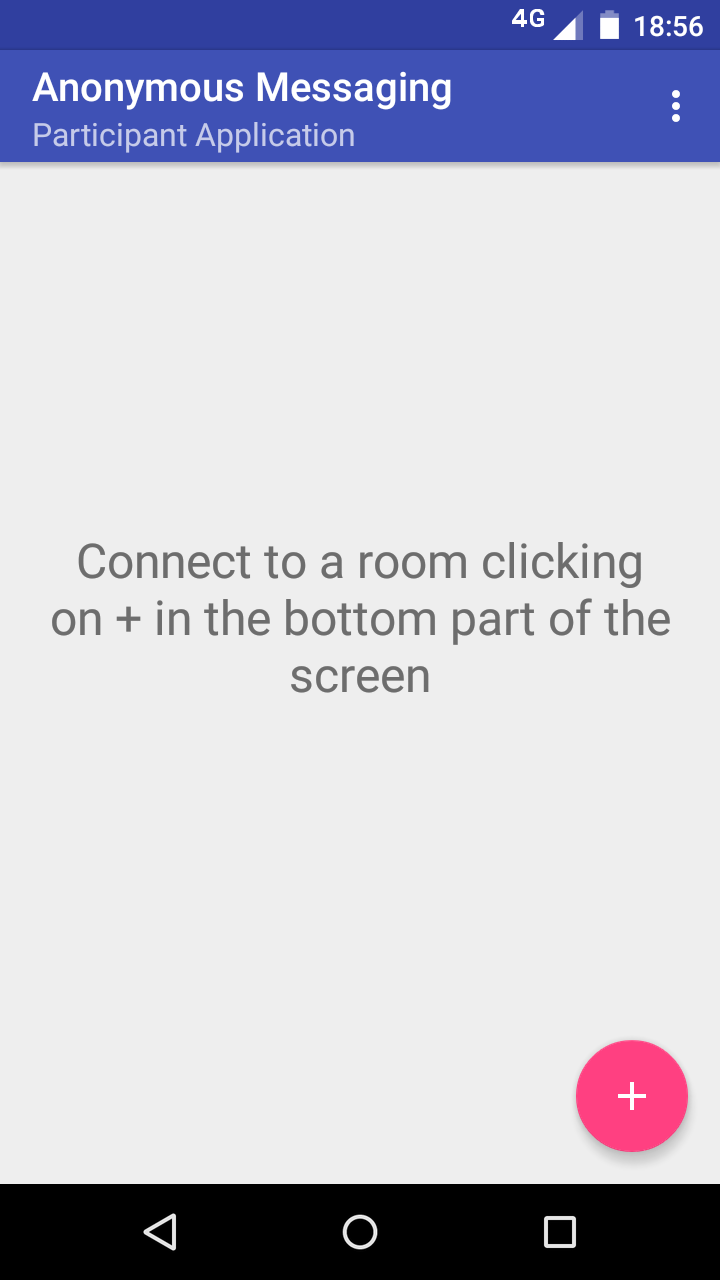 4G 18:56
Anonymous Messaging
Participant Application
Connect to a room clicking
on + in the bottom part of the
screen
+